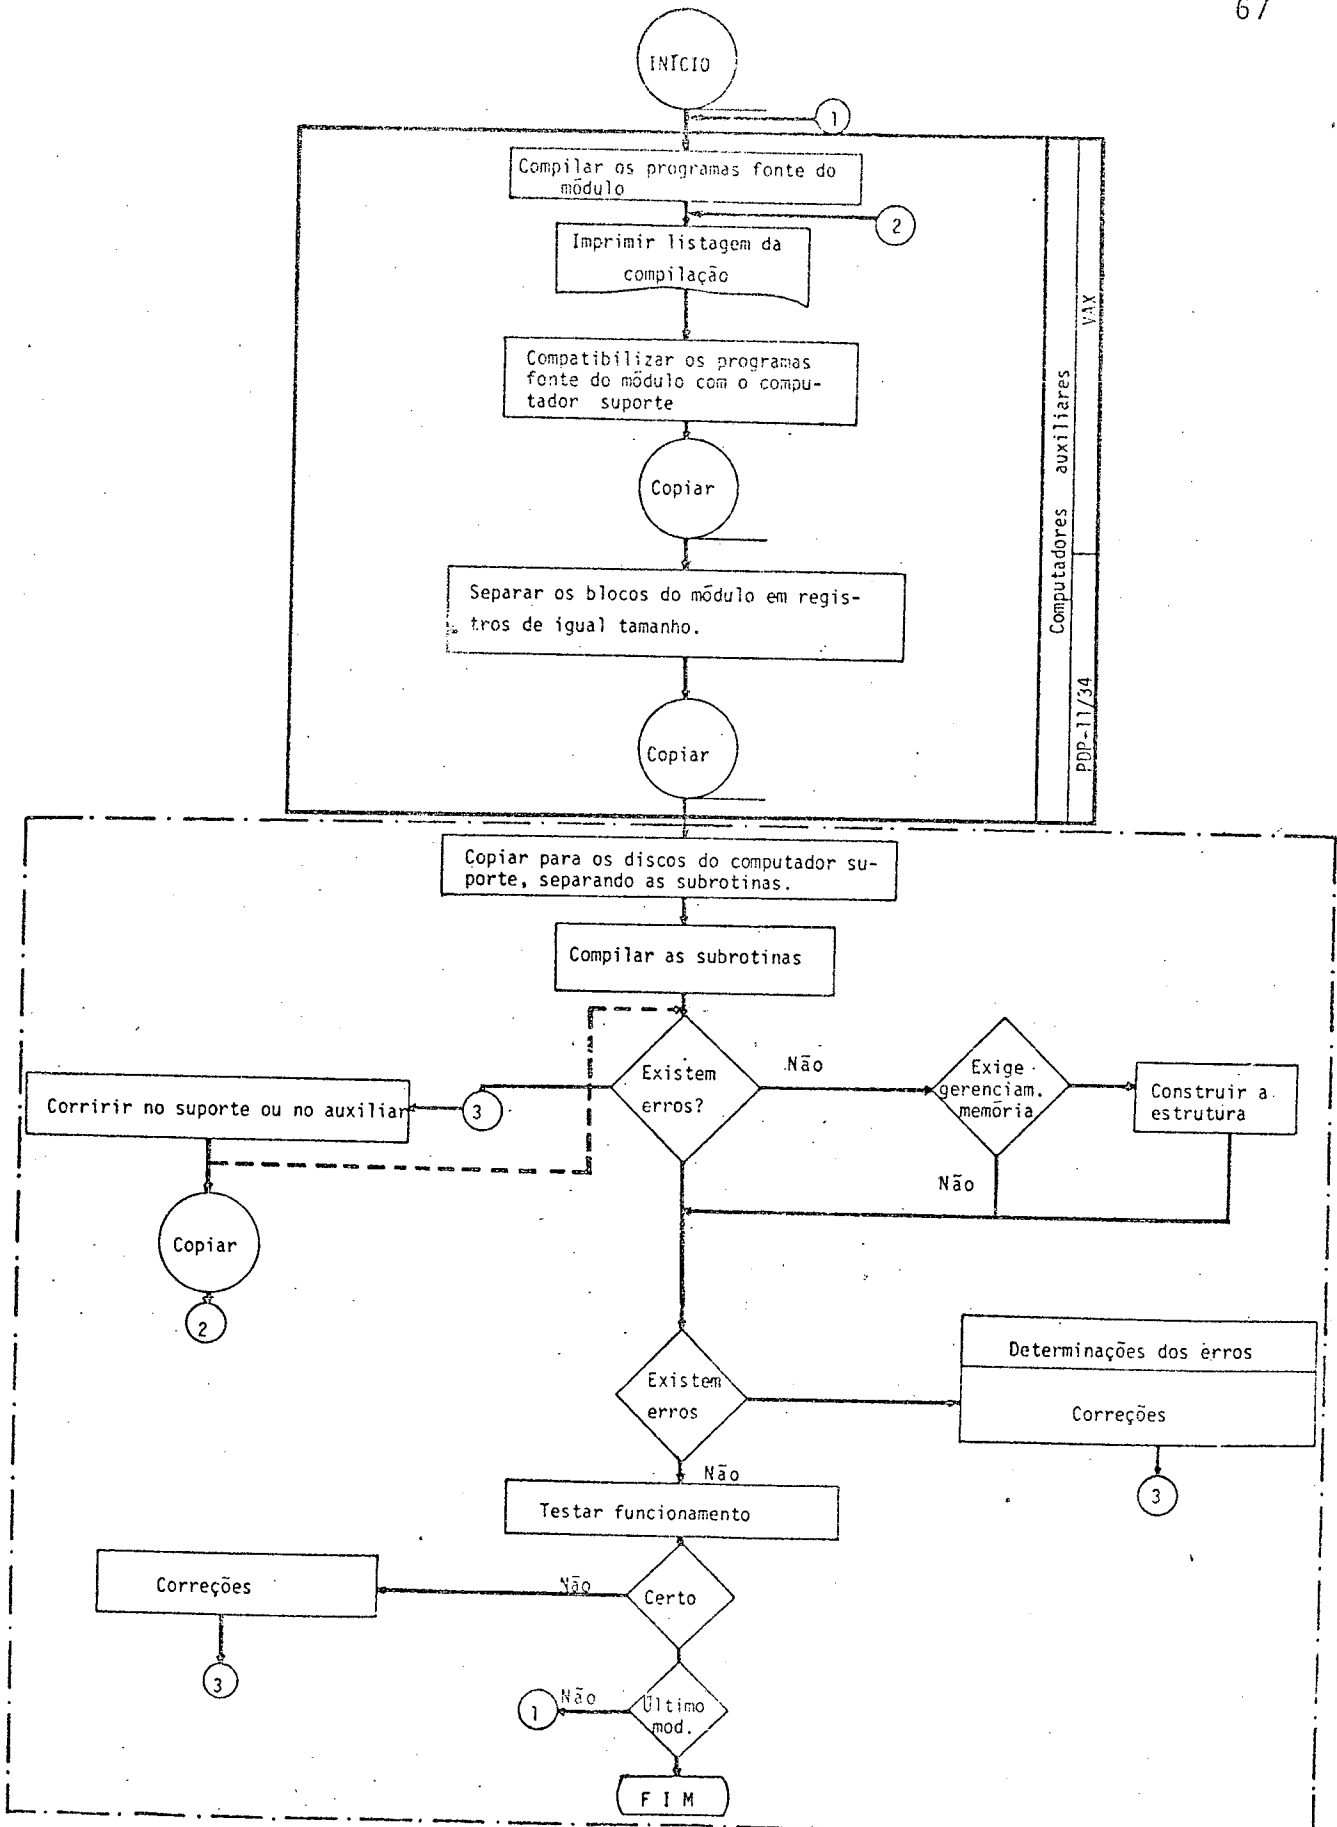 67
INÍCIO
1
Compilar os programas fonte do
módulo
2
Imprimir listagem da
compilação
Compatibilizar os programas
fonte do módulo com o compu-
tador suporte
Copiar
Separar os blocos do módulo em regis-
tros de igual tamanho.
Copiar
Computadores auxiliares
VAX
PDP-11/34
Copiar para os discos do computador su-
porte, separando as subrotinas.
Compilar as subrotinas
Existem
erros?
Não
Exige
gerenciam.
memória
Construir a
estrutura
Não
3
Corririr no suporte ou no auxiliar
Copiar
2
Existem
erros
Não
Determinações dos erros
Correções
3
Testar funcionamento
Certo
Não
Correções
3
Último
mod.
Não
1
F I M